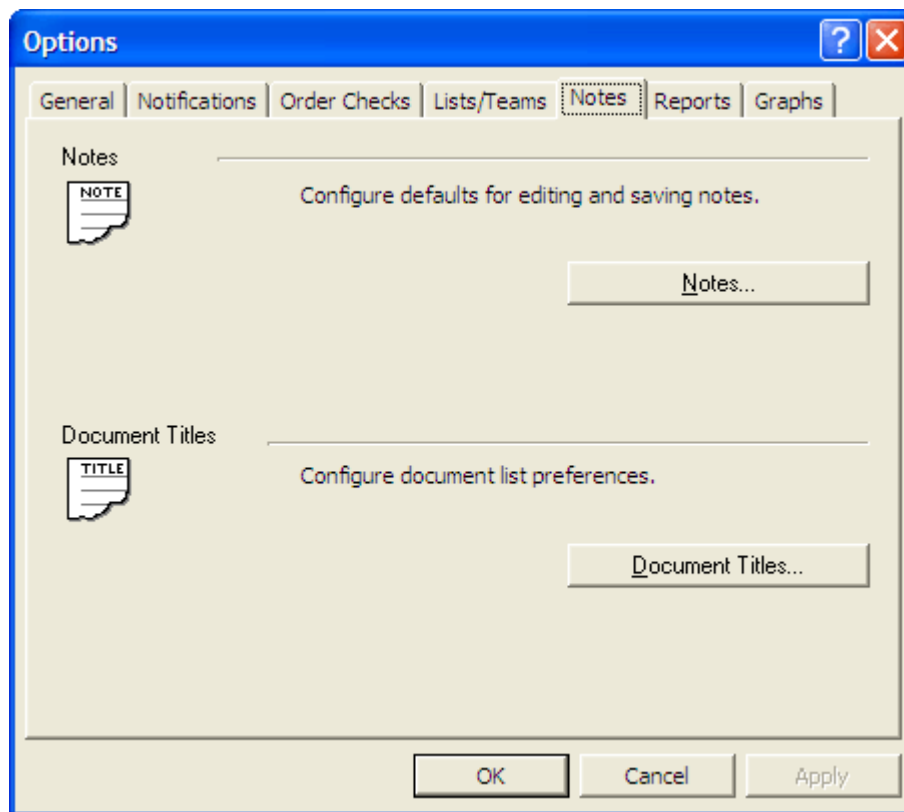 Options
General Notifications Order Checks Lists/Teams Notes Reports Graphs
Notes
NOTE
Configure defaults for editing and saving notes.
Notes...
Document Titles
TITLE
Configure document list preferences.
Document Titles...
OK Cancel Apply